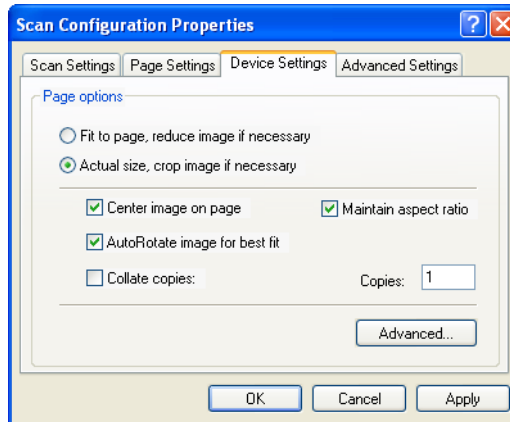 Scan Configuration Properties
Scan Settings Page Settings Device Settings Advanced Settings
Page options
Fit to page, reduce image if necessary
Actual size, crop image if necessary
Center image on page Maintain aspect ratio
AutoRotate image for best fit
Collate copies: Copies: 1
Advanced...
OK Cancel Apply